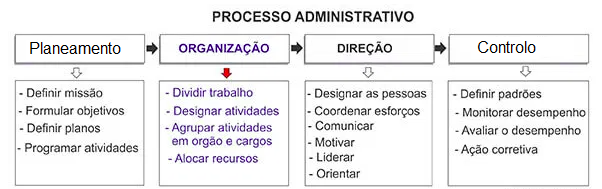 PROCESSO ADMINISTRATIVO
Planeamento
ORGANIZAÇÃO
DIREÇÃO
Controlo
- Definir missão
- Formular objetivos
- Definir planos
- Programar atividades
- Dividir trabalho
- Designar atividades
- Agrupar atividades
em orgão e cargos
- Alocar recursos
- Designar as pessoas
- Coordenar esforços
- Comunicar
- Motivar
- Liderar
- Orientar
- Definir padrões
- Monitorar desempenho
- Avaliar o desempenho
- Ação corretiva